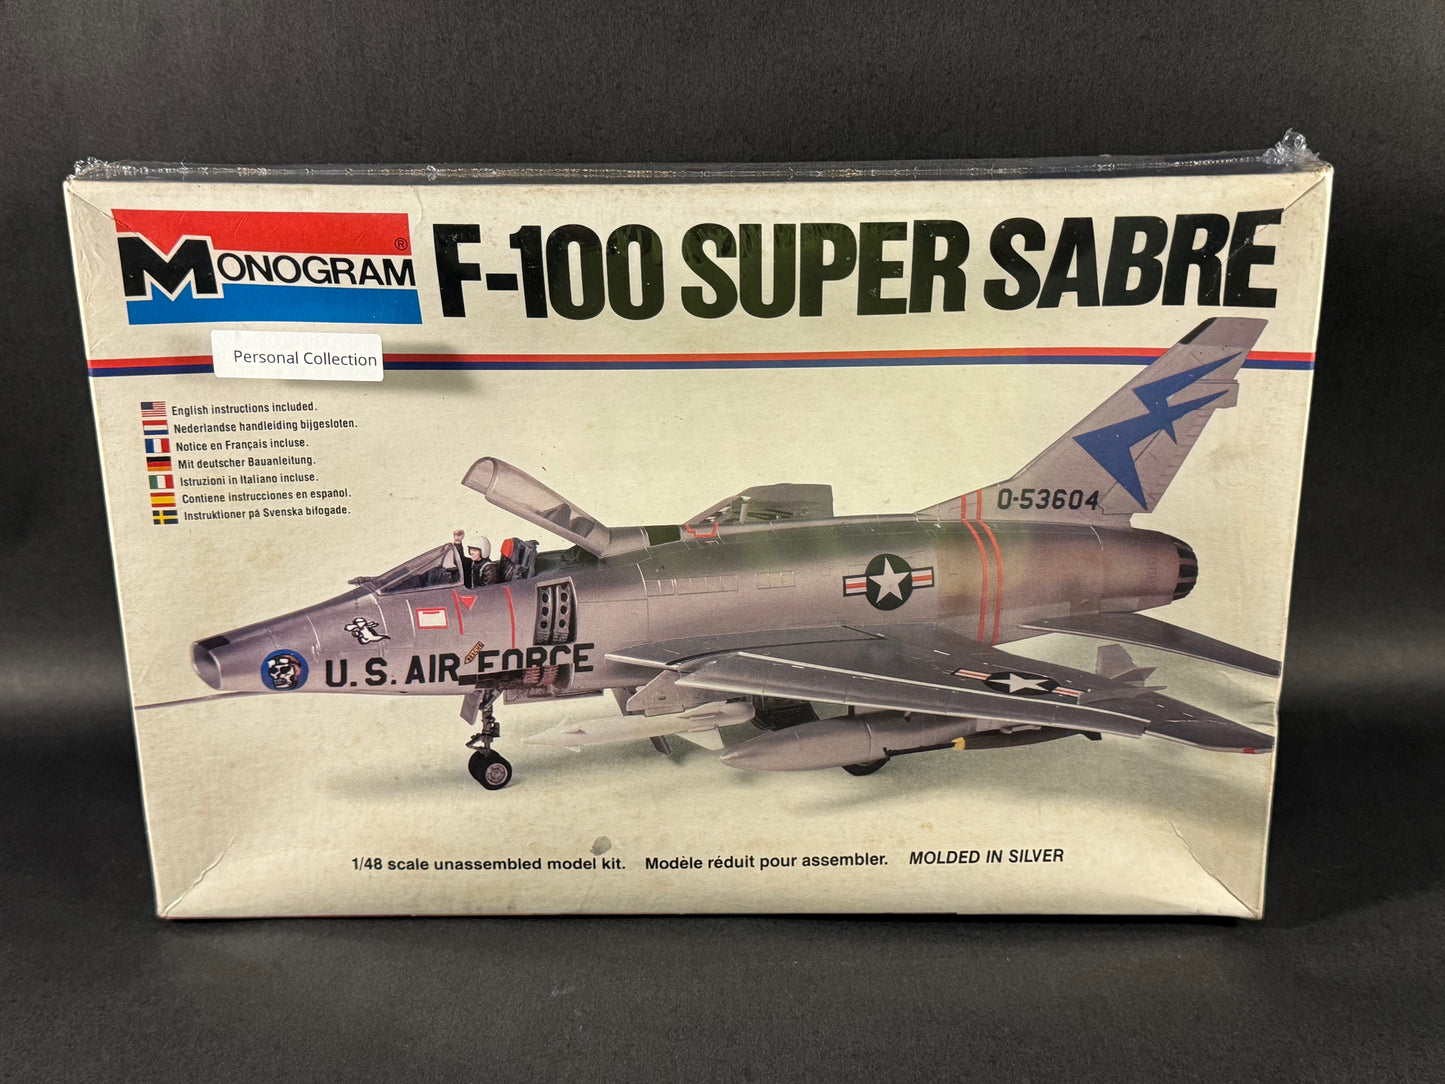 MONOGRAM®
F-100 SUPER SABRE
Personal Collection
English instructions included.
Nederlandse handleiding bijgesloten.
Notice en Français incluse.
Mit deutscher Bauanleitung.
Istruzioni in Italiano incluse.
Contiene instrucciones en español.
Instruktioner på Svenska bifogade.
0-53604
U.S. AIR FORCE
1/48 scale unassembled model kit. Modèle réduit pour assembler. MOLDED IN SILVER